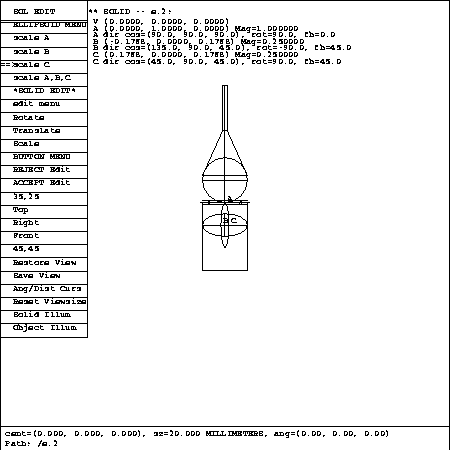 SOL EDIT
ELLIPSOID MENU
scale A
scale B
=>scale C
scale A,B,C
*SOLID EDIT*
edit menu
Rotate
Translate
Scale
BUTTON MENU
REJECT Edit
ACCEPT Edit
35,25
Top
Right
Front
45,45
Restore View
Save View
Ang/Dist Curs
Reset Viewsize
Solid Illum
Object Illum
** SOLID -- e.2:
V (0.0000, 0.0000, 0.0000)
A (0.0000, 1.0000, 0.0000) Mag=1.000000
A dir cos=(90.0, 90.0, 90.0), rot=90.0, fb=0.0
B (-0.1768, 0.0000, 0.1768) Mag=0.250000
B dir cos=(135.0, 90.0, 45.0), rot=-90.0, fb=45.0
C (0.1768, 0.0000, 0.1768) Mag=0.250000
C dir cos=(45.0, 90.0, 45.0), rot=90.0, fb=45.0
A
B C
cent=(0.000, 0.000, 0.000), sz=20.000 MILLIMETERS, ang=(0.00, 0.00, 0.00)
Path: /e.2